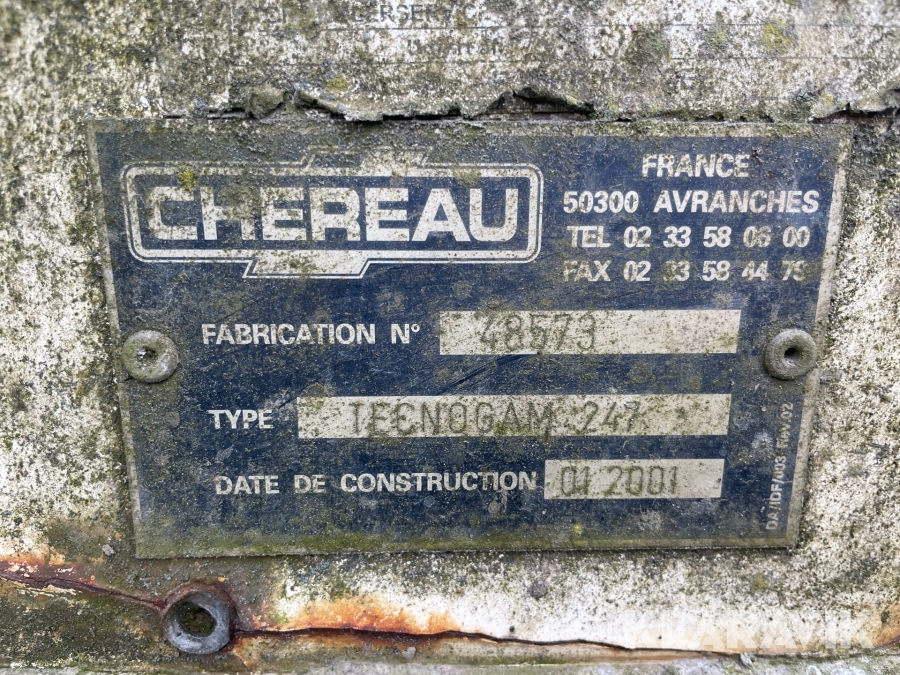 CHEREAU
FRANCE
50300 AVRANCHES
TEL 02 33 58 06 00
FAX 02 33 58 44 79
FABRICATION N° 48573
TYPE TECNOGAM 247
DATE DE CONSTRUCTION 01 2001